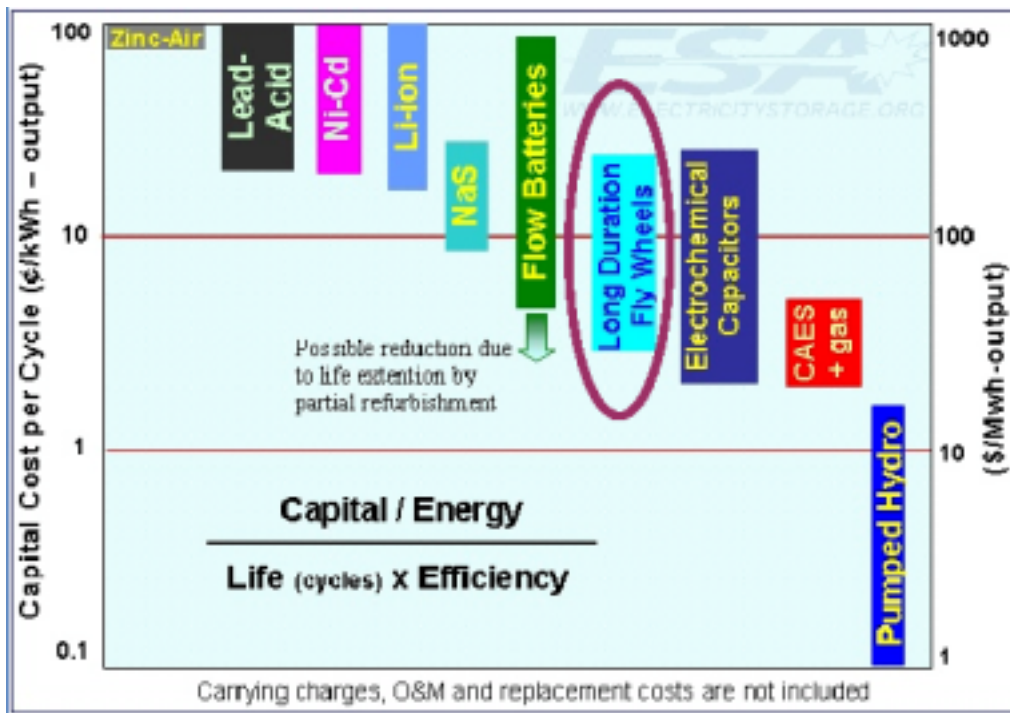 100
10
1
0.1
Capital Cost per Cycle (¢/kWh – output)
Zinc-Air
Lead-
Acid
Ni-Cd
Li-Ion
NaS
Flow Batteries
Long Duration
Fly Wheels
Electrochemical
Capacitors
CAES
+ gas
Pumped Hydro
ESA
WWW.ELECTRICITYSTORAGE.ORG
Possible reduction due
to life extention by
partial refurbishment
Capital / Energy
Life (cycles) x Efficiency
1000
100
10
1
($/Mwh-output)
Carrying charges, O&M and replacement costs are not included